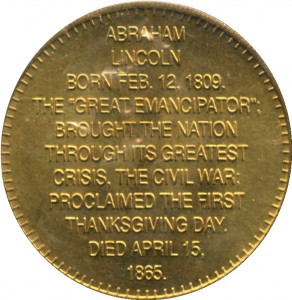 ABRAHAM
LINCOLN
BORN FEB. 12, 1809.
THE "GREAT EMANCIPATOR";
BROUGHT THE NATION
THROUGH ITS GREATEST
CRISIS, THE CIVIL WAR;
PROCLAIMED THE FIRST
THANKSGIVING DAY.
DIED APRIL 15,
1865.